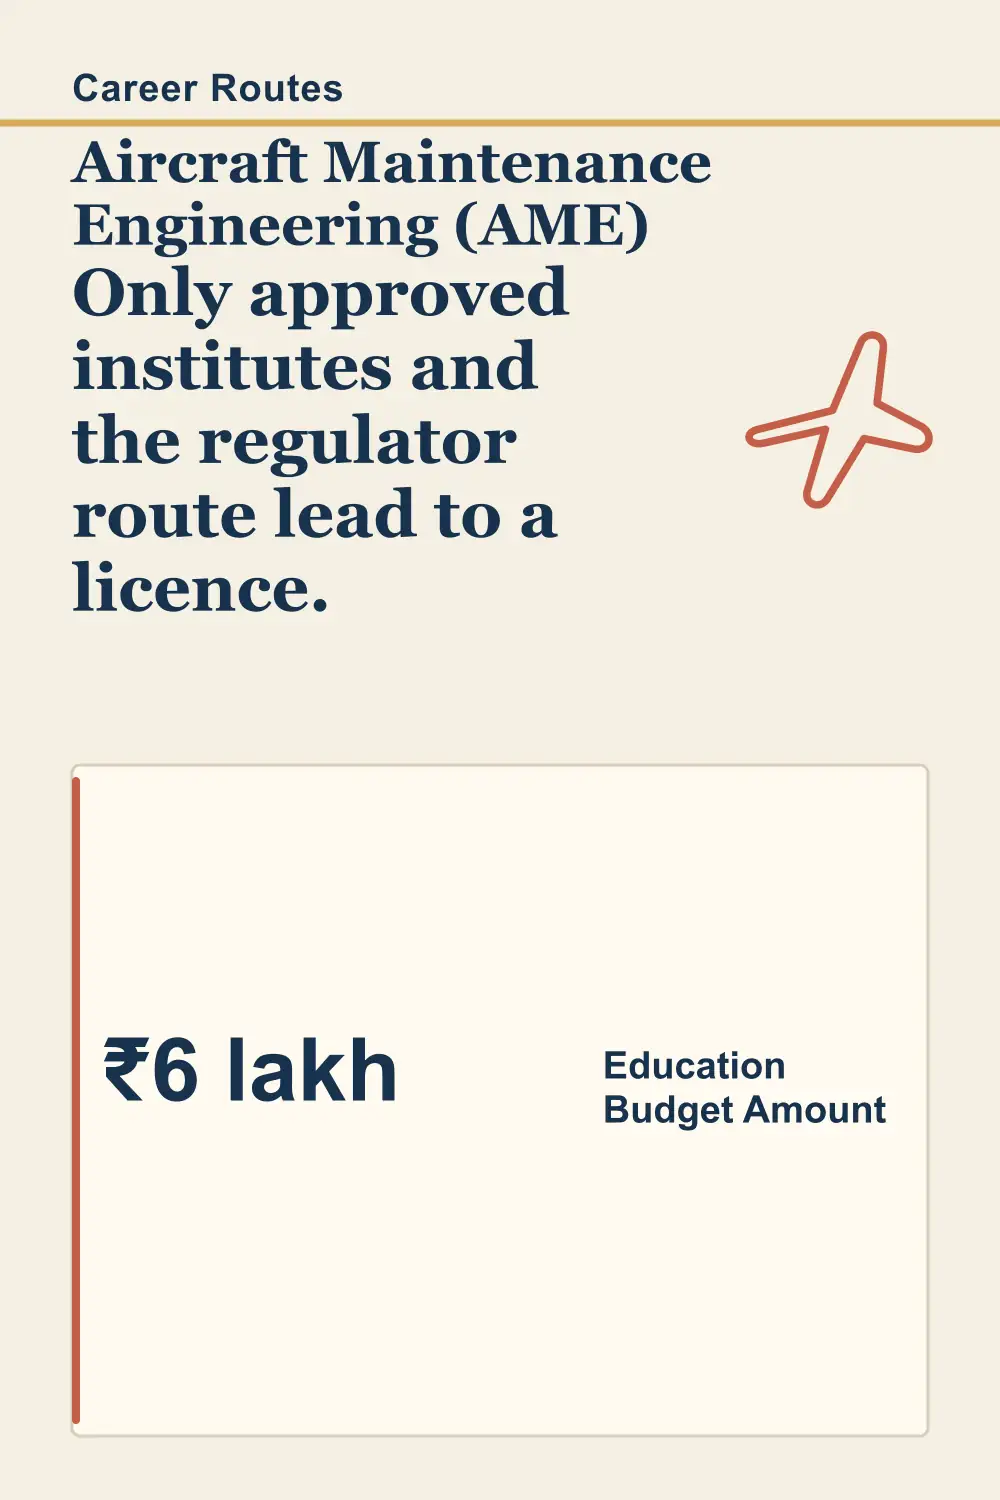 Career Routes
Aircraft Maintenance
Engineering (AME)
Only approved
institutes and
the regulator
route lead to a
licence.
₹6 lakh
Education
Budget Amount